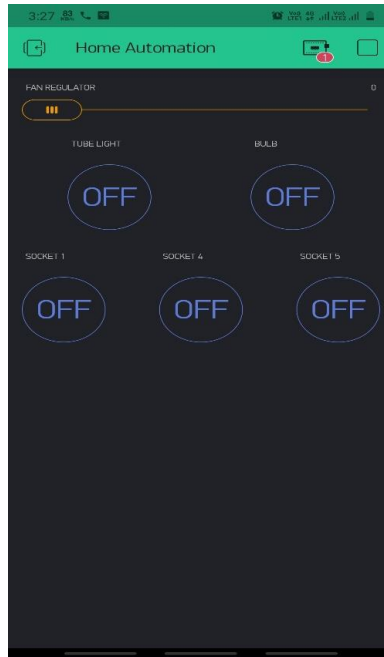 3:27 83
Home Automation
1
FAN REGULATOR 0
TUBE LIGHT BULB
OFF OFF
SOCKET 1 SOCKET 4 SOCKET 5
OFF OFF OFF